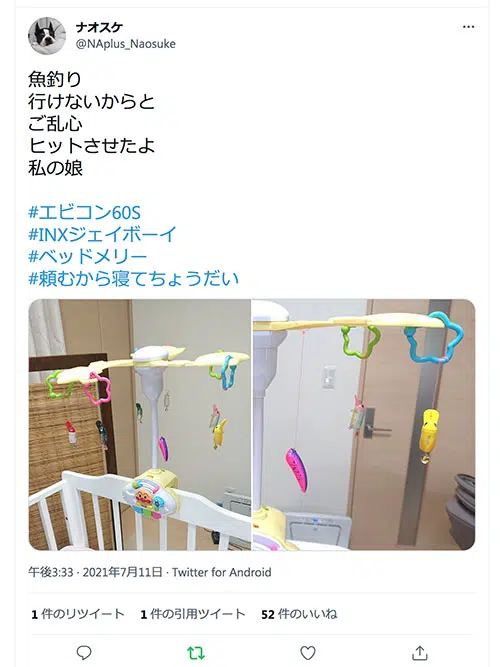 ナオスケ
@NAplus_Naosuke
魚釣り
行けないからと
ご乱心
ヒットさせたよ
私の娘
#エビコン60S
#INXジェイボーイ
#ベッドメリー
#頼むから寝てちょうだい
午後3:33 · 2021年7月11日 · Twitter for Android
1 件のリツイート 1 件の引用ツイート 52 件のいいね